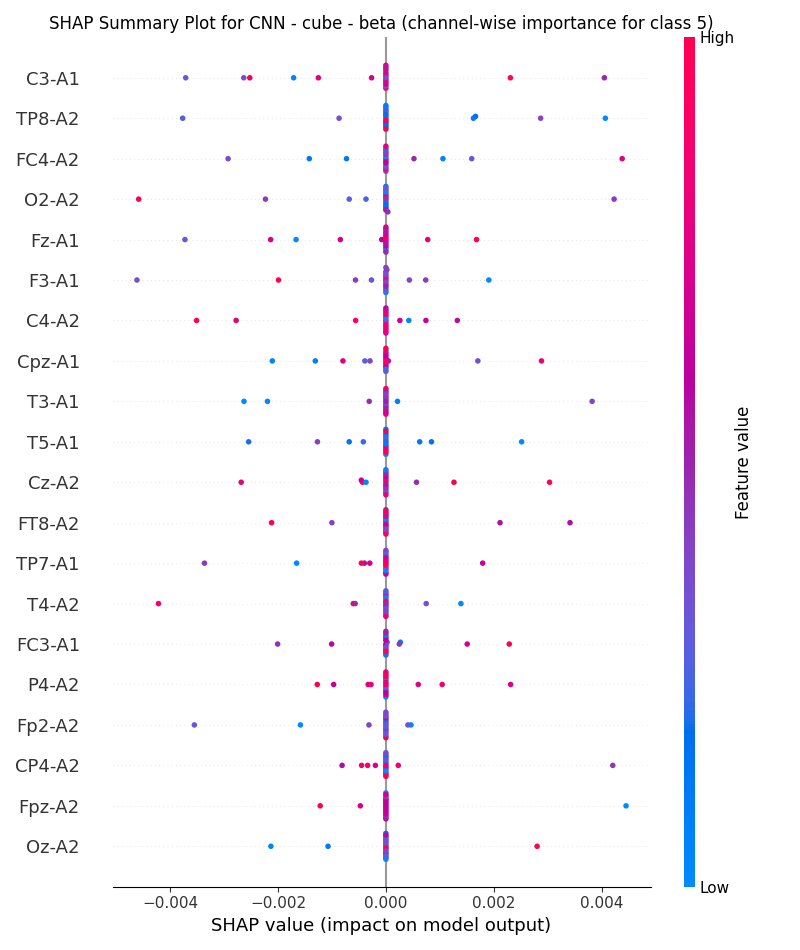 SHAP Summary Plot for CNN - cube - beta (channel-wise importance for class 5)
High
C3-A1
TP8-A2
FC4-A2
O2-A2
Fz-A1
F3-A1
C4-A2
Cpz-A1
T3-A1
T5-A1
Cz-A2
FT8-A2
TP7-A1
T4-A2
FC3-A1
P4-A2
Fp2-A2
CP4-A2
Fpz-A2
Oz-A2
Feature value
Low
−0.004 −0.002 0.000 0.002 0.004
SHAP value (impact on model output)